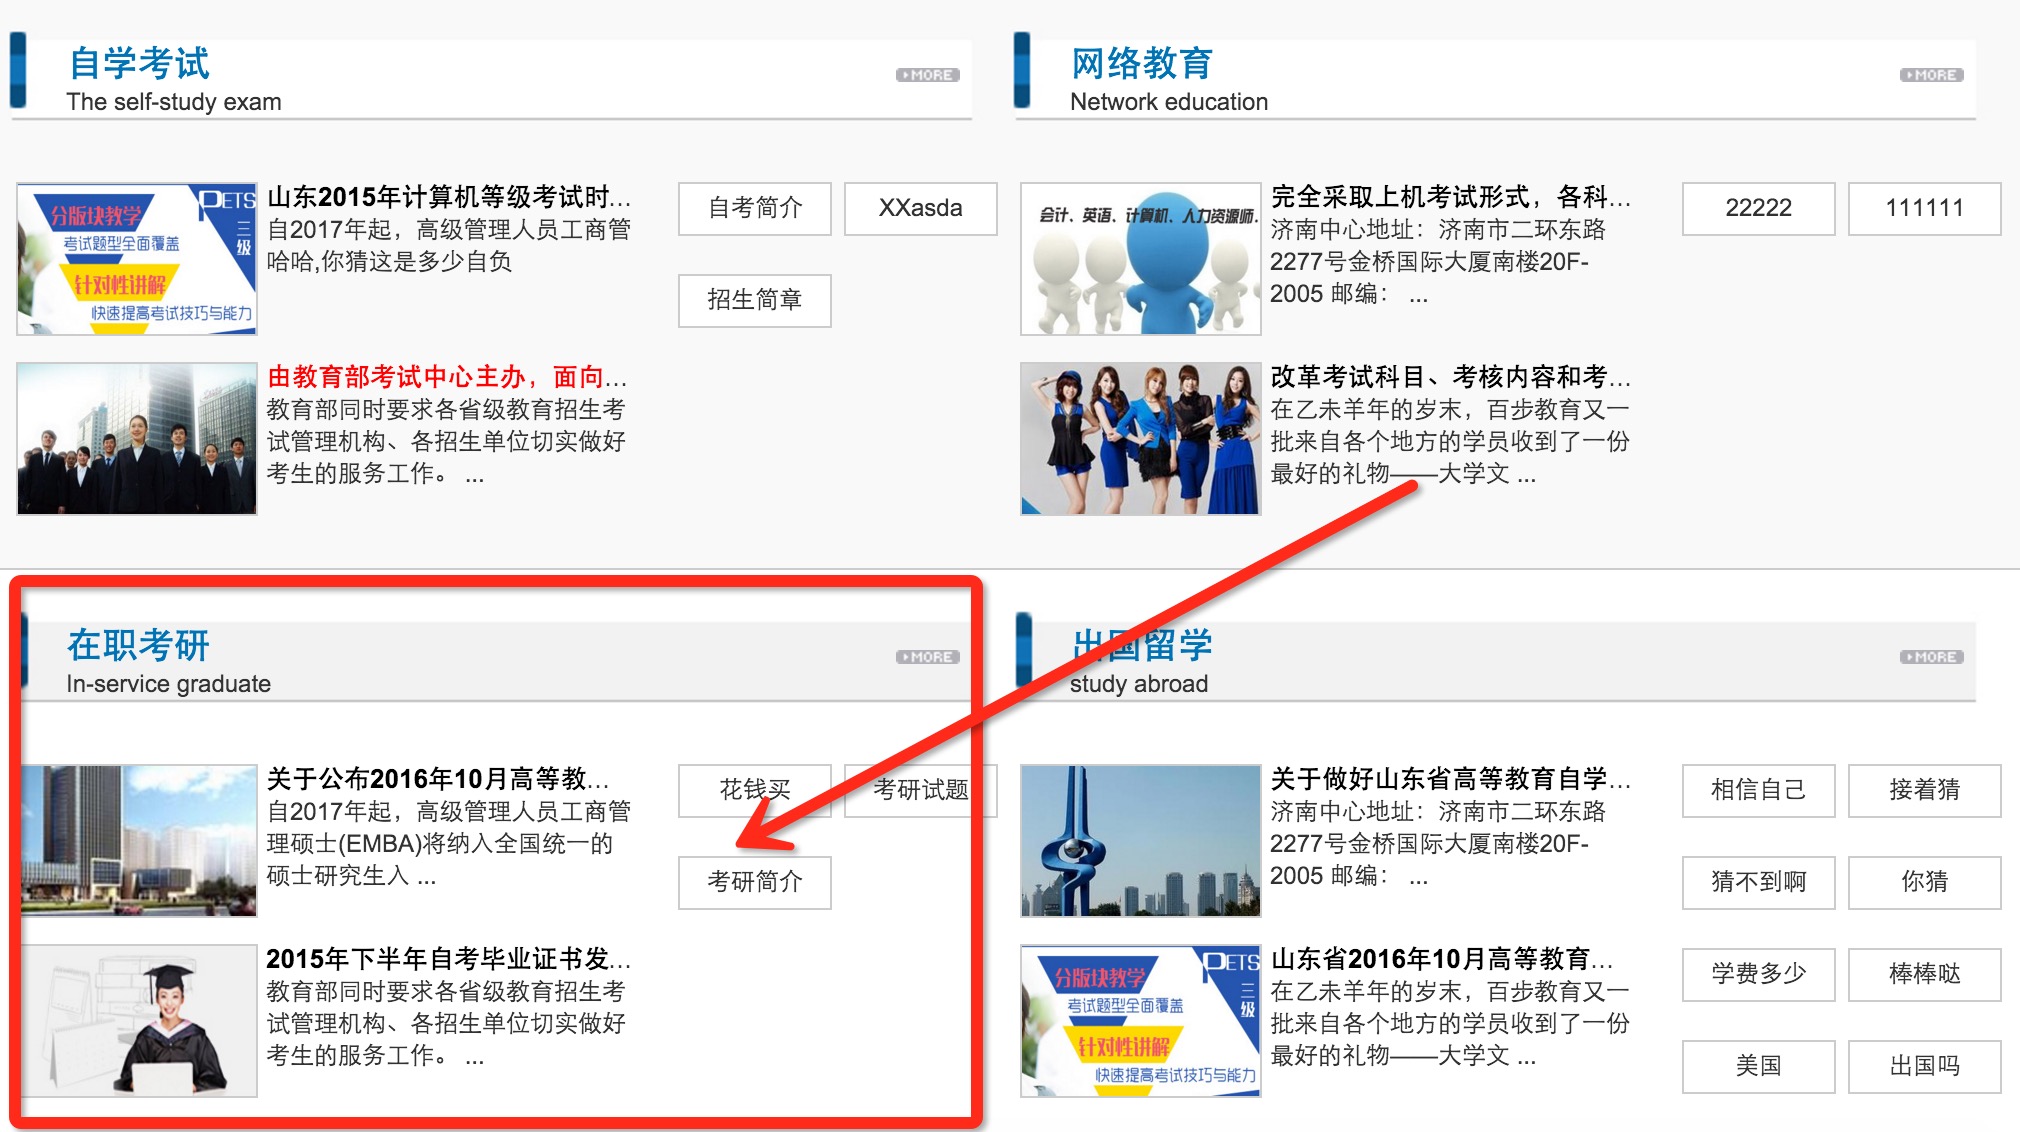 自学考试
The self-study exam
MORE
山东2015年计算机等级考试时...
自2017年起，高级管理人员工商管
哈哈,你猜这是多少自负
自考简介
XXasda
招生简章
分版块教学
PETS
三级
考试题型全面覆盖
针对性讲解
快速提高考试技巧与能力
由教育部考试中心主办，面向...
教育部同时要求各省级教育招生考
试管理机构、各招生单位切实做好
考生的服务工作。 ...
网络教育
Network education
MORE
会计、英语、计算机、人力资源师.
完全采取上机考试形式，各科...
济南中心地址：济南市二环东路
2277号金桥国际大厦南楼20F-
2005 邮编： ...
22222
111111
改革考试科目、考核内容和考...
在乙未羊年的岁末，百步教育又一
批来自各个地方的学员收到了一份
最好的礼物——大学文 ...
在职考研
In-service graduate
MORE
关于公布2016年10月高等教...
自2017年起，高级管理人员工商管
理硕士(EMBA)将纳入全国统一的
硕士研究生入 ...
花钱买
考研试题
考研简介
2015年下半年自考毕业证书发...
教育部同时要求各省级教育招生考
试管理机构、各招生单位切实做好
考生的服务工作。 ...
出国留学
study abroad
MORE
关于做好山东省高等教育自学...
济南中心地址：济南市二环东路
2277号金桥国际大厦南楼20F-
2005 邮编： ...
相信自己
接着猜
猜不到啊
你猜
学费多少
棒棒哒
美国
出国吗
分版块教学
PETS
三级
考试题型全面覆盖
针对性讲解
快速提高考试技巧与能力
山东省2016年10月高等教育...
在乙未羊年的岁末，百步教育又一
批来自各个地方的学员收到了一份
最好的礼物——大学文 ...